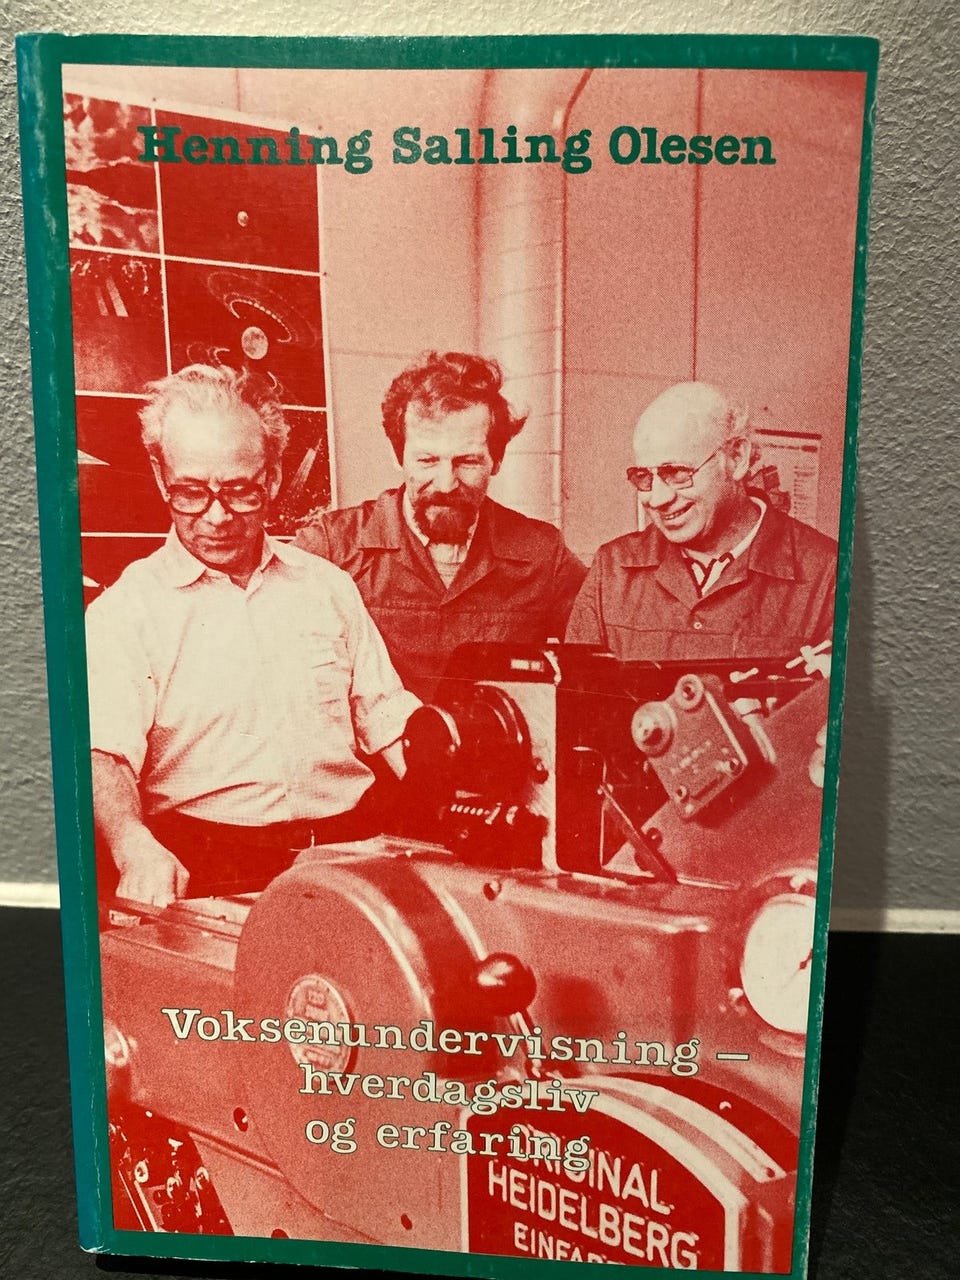 Henning Salling Olesen
Voksenundervisning –
hverdagsliv
og erfaring
ORIGINAL
HEIDELBERG